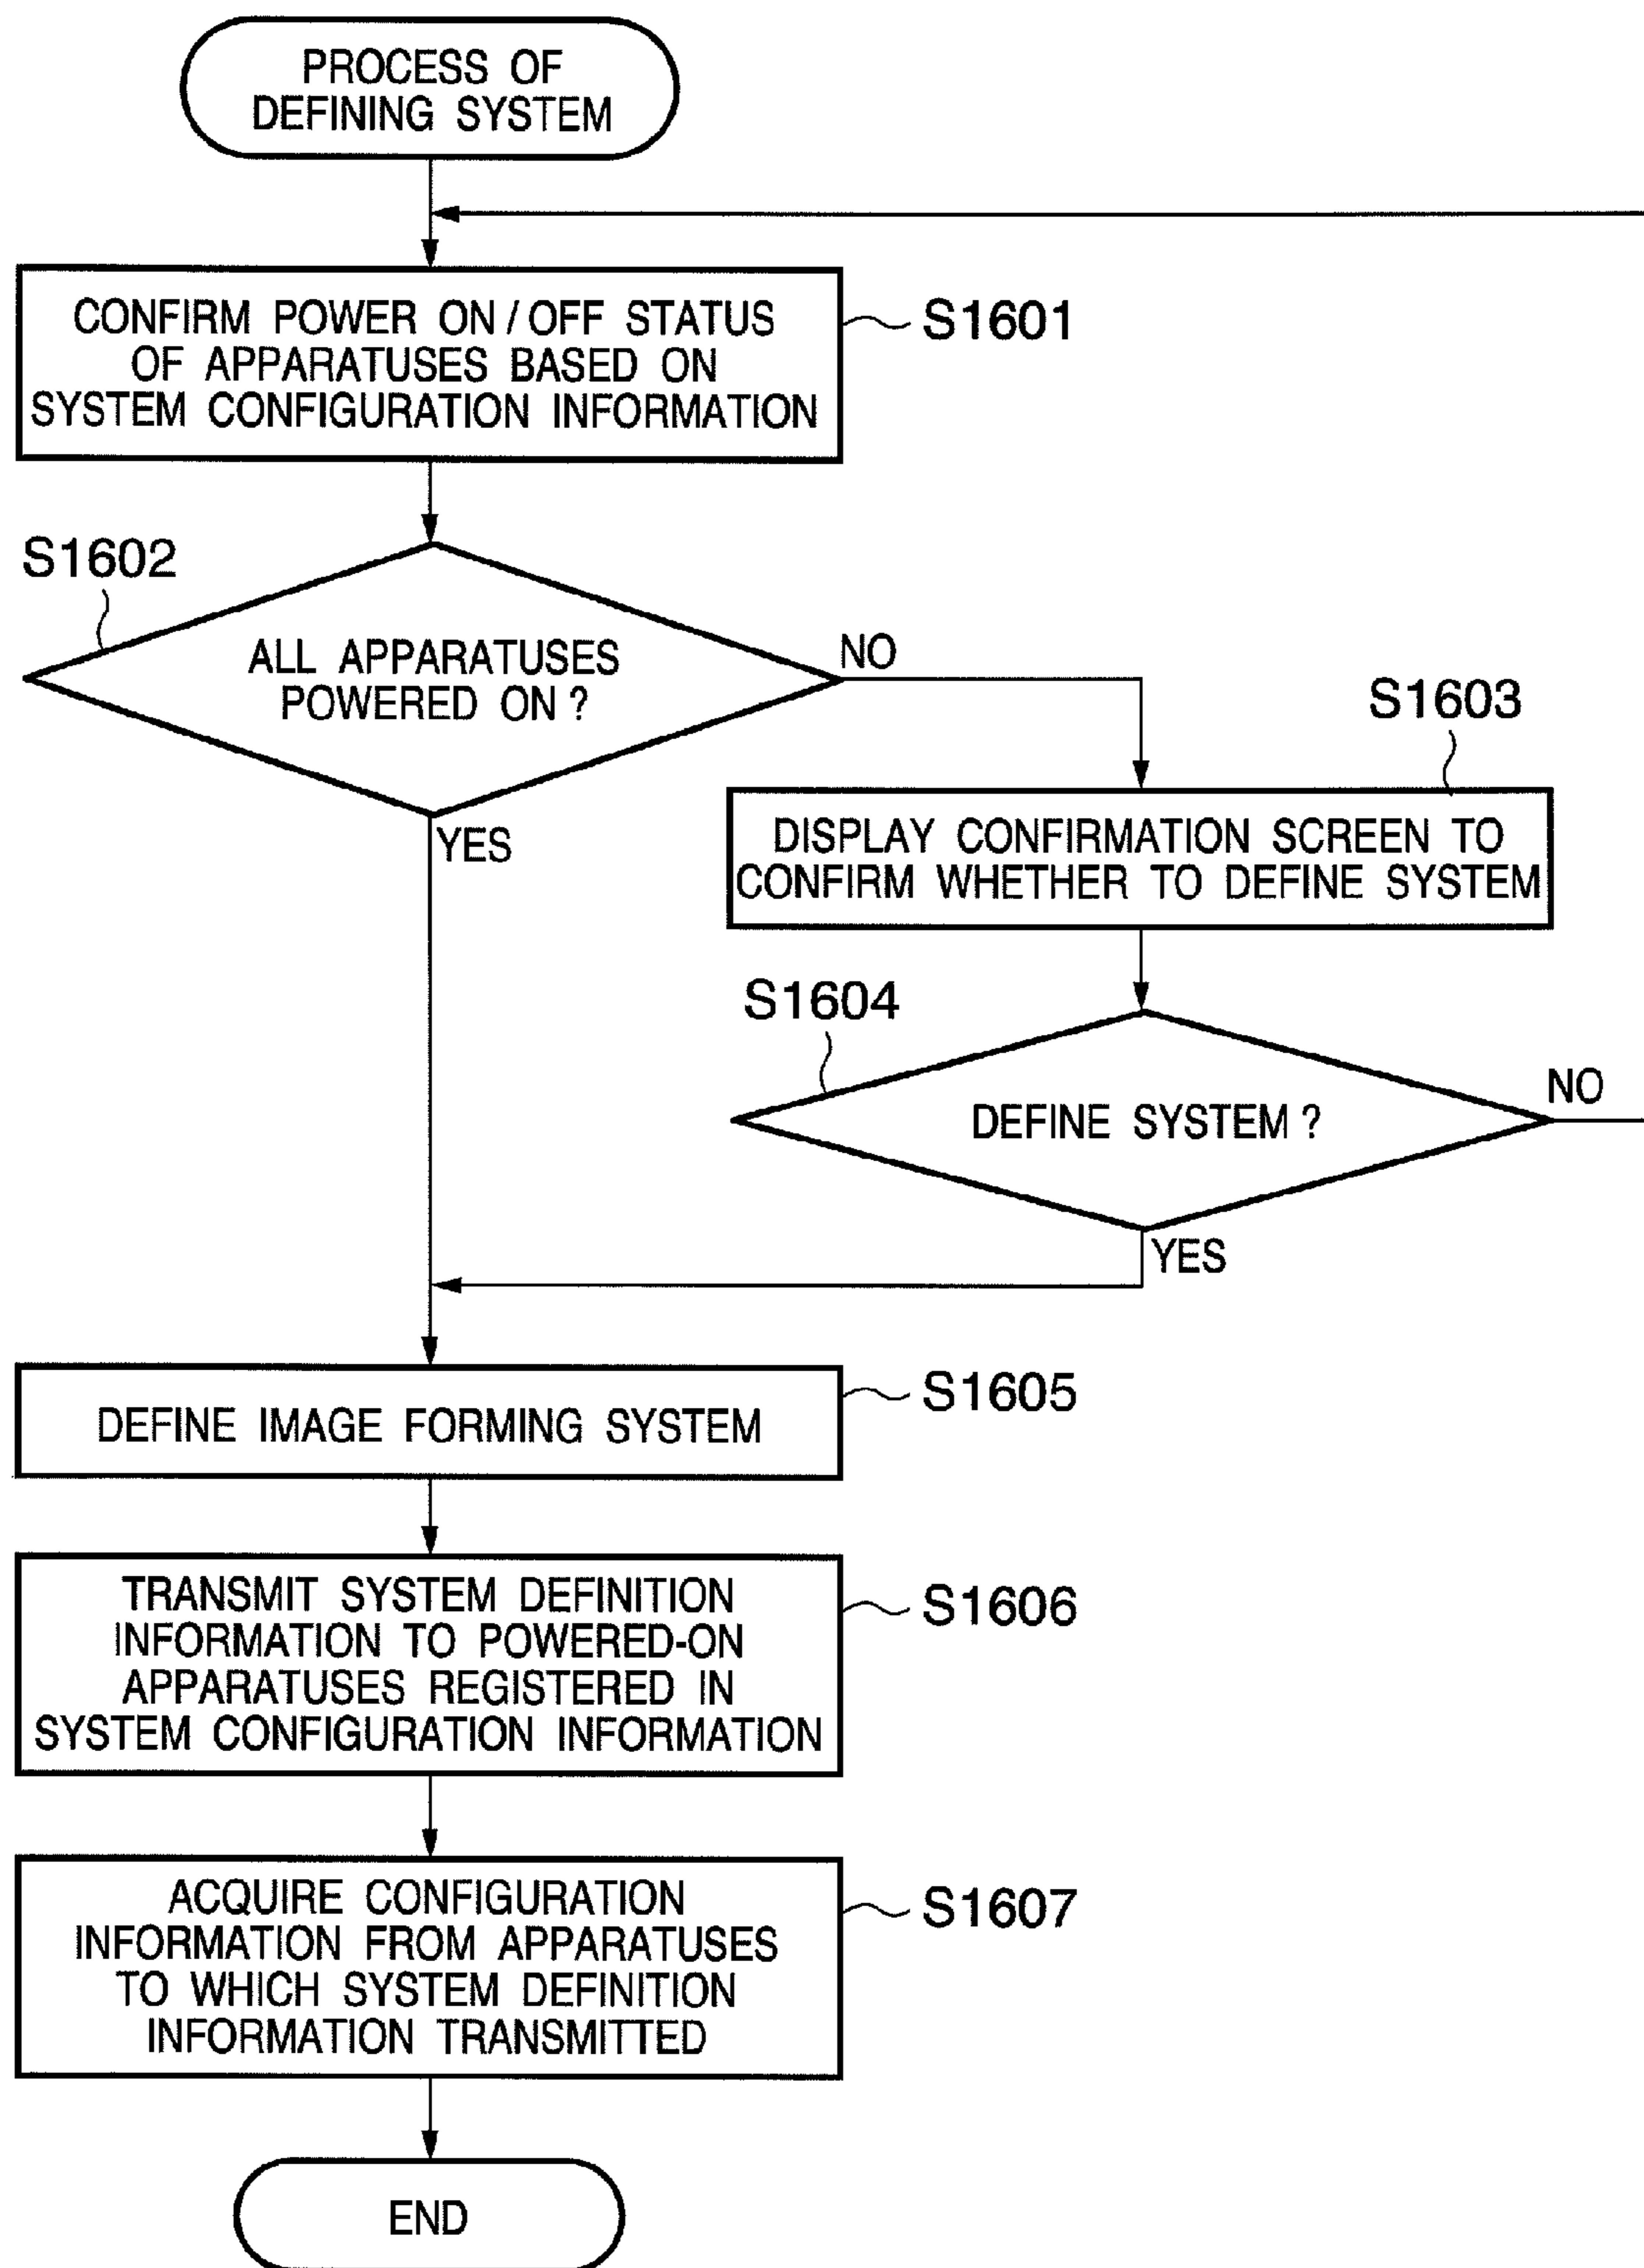 PROCESS OF
DEFINING SYSTEM
CONFIRM POWER ON / OFF STATUS
OF APPARATUSES BASED ON
SYSTEM CONFIGURATION INFORMATION
S1601
S1602
ALL APPARATUSES
POWERED ON ?
NO
YES
S1603
DISPLAY CONFIRMATION SCREEN TO
CONFIRM WHETHER TO DEFINE SYSTEM
S1604
DEFINE SYSTEM ?
NO
YES
DEFINE IMAGE FORMING SYSTEM
S1605
TRANSMIT SYSTEM DEFINITION
INFORMATION TO POWERED-ON
APPARATUSES REGISTERED IN
SYSTEM CONFIGURATION INFORMATION
S1606
ACQUIRE CONFIGURATION
INFORMATION FROM APPARATUSES
TO WHICH SYSTEM DEFINITION
INFORMATION TRANSMITTED
S1607
END